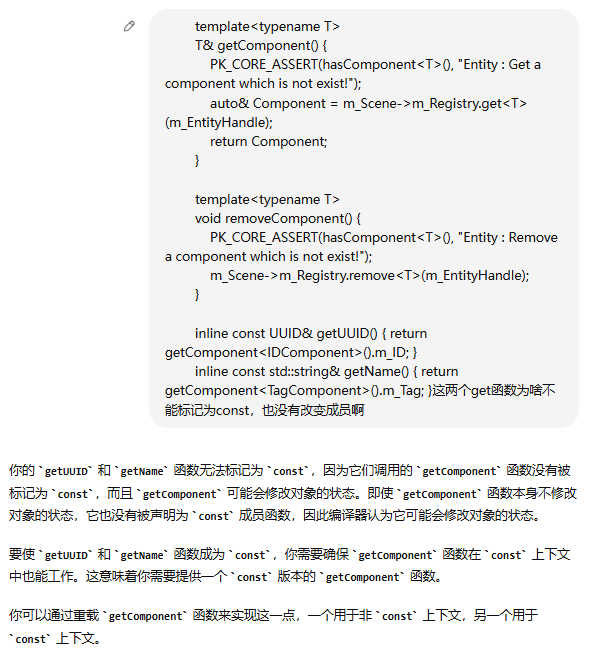 template<typename T>
T& getComponent() {
PK_CORE_ASSERT(hasComponent<T>(), "Entity : Get a
component which is not exist!");
auto& Component = m_Scene->m_Registry.get<T>
(m_EntityHandle);
return Component;
}
template<typename T>
void removeComponent() {
PK_CORE_ASSERT(hasComponent<T>(), "Entity : Remove
a component which is not exist!");
m_Scene->m_Registry.remove<T>(m_EntityHandle);
}
inline const UUID& getUUID() { return
getComponent<IDComponent>().m_ID; }
inline const std::string& getName() { return
getComponent<TagComponent>().m_Tag; }这两个get函数为啥不
能标记为const，也没有改变成员啊
你的 `getUUID` 和 `getName` 函数无法标记为 `const`，因为它们调用的 `getComponent` 函数没有被
标记为 `const`，而且 `getComponent` 可能会修改对象的状态。即使 `getComponent` 函数本身不修改
对象的状态，它也没有被声明为 `const` 成员函数，因此编译器认为它可能会修改对象的状态。
要使 `getUUID` 和 `getName` 函数成为 `const`，你需要确保 `getComponent` 函数在 `const` 上下文
中也能工作。这意味着你需要提供一个 `const` 版本的 `getComponent` 函数。
你可以通过重载 `getComponent` 函数来实现这一点，一个用于非 `const` 上下文，另一个用于
`const` 上下文。